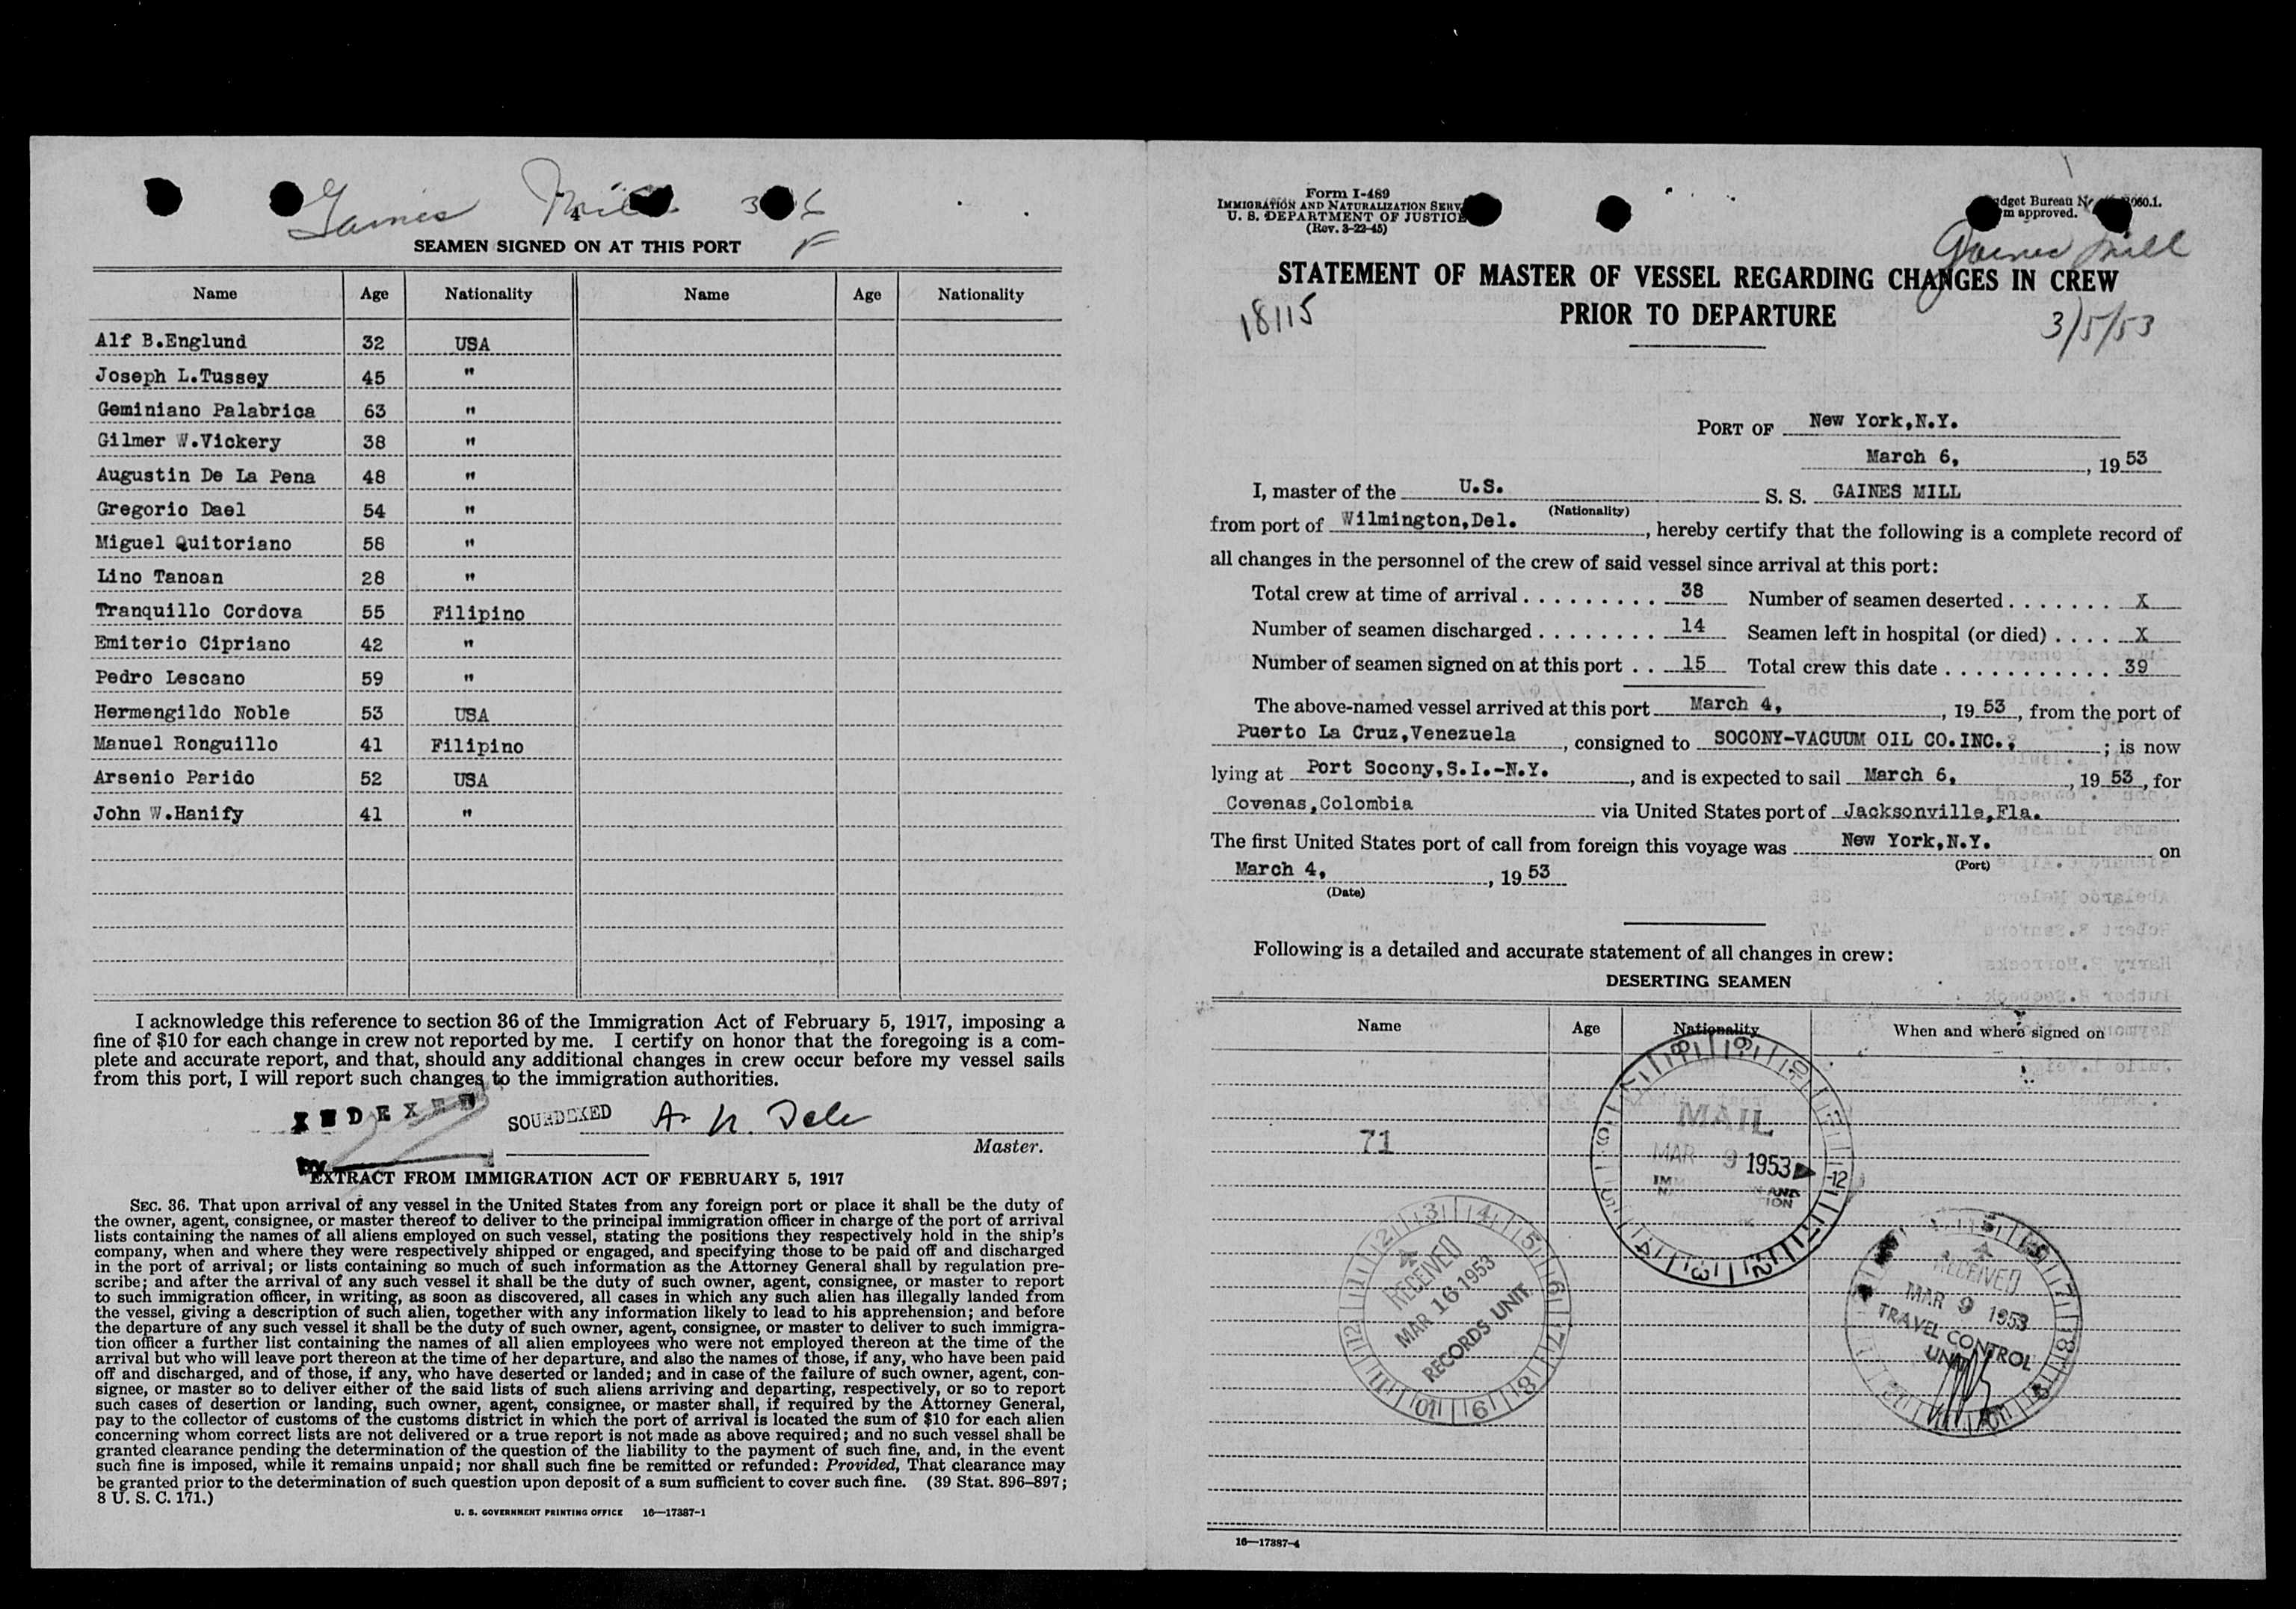 Gaines Mill 3
4
SEAMEN SIGNED ON AT THIS PORT
Name Age Nationality Name Age Nationality
Alf B.Englund 32 USA
Joseph L.Tussey 45 "
Geminiano Palabrica 63 "
Gilmer W.Vickery 38 "
Augustin De La Pena 48 "
Gregorio Dael 54 "
Miguel Quitoriano 58 "
Lino Tanoan 28 "
Tranquillo Cordova 55 Filipino
Emiterio Cipriano 42 "
Pedro Lescano 59 "
Hermengildo Noble 53 USA
Manuel Ronguillo 41 Filipino
Arsenio Parido 52 USA
John W.Hanify 41 "
I acknowledge this reference to section 36 of the Immigration Act of February 5, 1917, imposing a
fine of $10 for each change in crew not reported by me. I certify on honor that the foregoing is a com-
plete and accurate report, and that, should any additional changes in crew occur before my vessel sails
from this port, I will report such changes to the immigration authorities.
INDEXED SOUNDEXED A. N. Dele
Master.
BY
EXTRACT FROM IMMIGRATION ACT OF FEBRUARY 5, 1917
SEC. 36. That upon arrival of any vessel in the United States from any foreign port or place it shall be the duty of
the owner, agent, consignee, or master thereof to deliver to the principal immigration officer in charge of the port of arrival
lists containing the names of all aliens employed on such vessel, stating the positions they respectively hold in the ship's
company, when and where they were respectively shipped or engaged, and specifying those to be paid off and discharged
in the port of arrival; or lists containing so much of such information as the Attorney General shall by regulation pre-
scribe; and after the arrival of any such vessel it shall be the duty of such owner, agent, consignee, or master to report
to such immigration officer, in writing, as soon as discovered, all cases in which any such alien has illegally landed from
the vessel, giving a description of such alien, together with any information likely to lead to his apprehension; and before
the departure of any such vessel it shall be the duty of such owner, agent, consignee, or master to deliver to such immigra-
tion officer a further list containing the names of all alien employees who were not employed thereon at the time of the
arrival but who will leave port thereon at the time of her departure, and also the names of those, if any, who have been paid
off and discharged, and of those, if any, who have deserted or landed; and in case of the failure of such owner, agent, con-
signee, or master so to deliver either of the said lists of such aliens arriving and departing, respectively, or so to report
such cases of desertion or landing, such owner, agent, consignee, or master shall, if required by the Attorney General,
pay to the collector of customs of the customs district in which the port of arrival is located the sum of $10 for each alien
concerning whom correct lists are not delivered or a true report is not made as above required; and no such vessel shall be
granted clearance pending the determination of the question of the liability to the payment of such fine, and, in the event
such fine is imposed, while it remains unpaid; nor shall such fine be remitted or refunded: Provided, That clearance may
be granted prior to the determination of such question upon deposit of a sum sufficient to cover such fine. (39 Stat. 896–897;
8 U. S. C. 171.)
U. S. GOVERNMENT PRINTING OFFICE 16—17387-1
Form I-489
IMMIGRATION AND NATURALIZATION SERV
U. S. DEPARTMENT OF JUSTICE
(Rev. 3-22-45)
dget Bureau N 060.1.
m approved.
Gaines Mill
STATEMENT OF MASTER OF VESSEL REGARDING CHANGES IN CREW
PRIOR TO DEPARTURE
18115
3/5/53
PORT OF New York,N.Y.
March 6, , 19 53
I, master of the U.S. S. S. GAINES MILL
(Nationality)
from port of Wilmington,Del. , hereby certify that the following is a complete record of
all changes in the personnel of the crew of said vessel since arrival at this port:
Total crew at time of arrival . . . . . . . . . . 38 Number of seamen deserted . . . . . . . X
Number of seamen discharged . . . . . . . . 14 Seamen left in hospital (or died) . . . . X
Number of seamen signed on at this port . . 15 Total crew this date . . . . . . . . . . . 39
The above-named vessel arrived at this port March 4, , 19 53 , from the port of
Puerto La Cruz,Venezuela , consigned to SOCONY-VACUUM OIL CO.INC., ; is now
lying at Port Socony,S.I.-N.Y. , and is expected to sail March 6, , 19 53 , for
Covenas,Colombia via United States port of Jacksonville,Fla.
The first United States port of call from foreign this voyage was New York,N.Y. on
(Port)
March 4, , 19 53
(Date)
Following is a detailed and accurate statement of all changes in crew:
DESERTING SEAMEN
Name Age Nationality When and where signed on
71
MAIL
MAR 9 1953
RECEIVED
MAR 16 1953
RECORDS UNIT
RECEIVED
MAR 9 1953
TRAVEL CONTROL
UNIT
16—17387-4